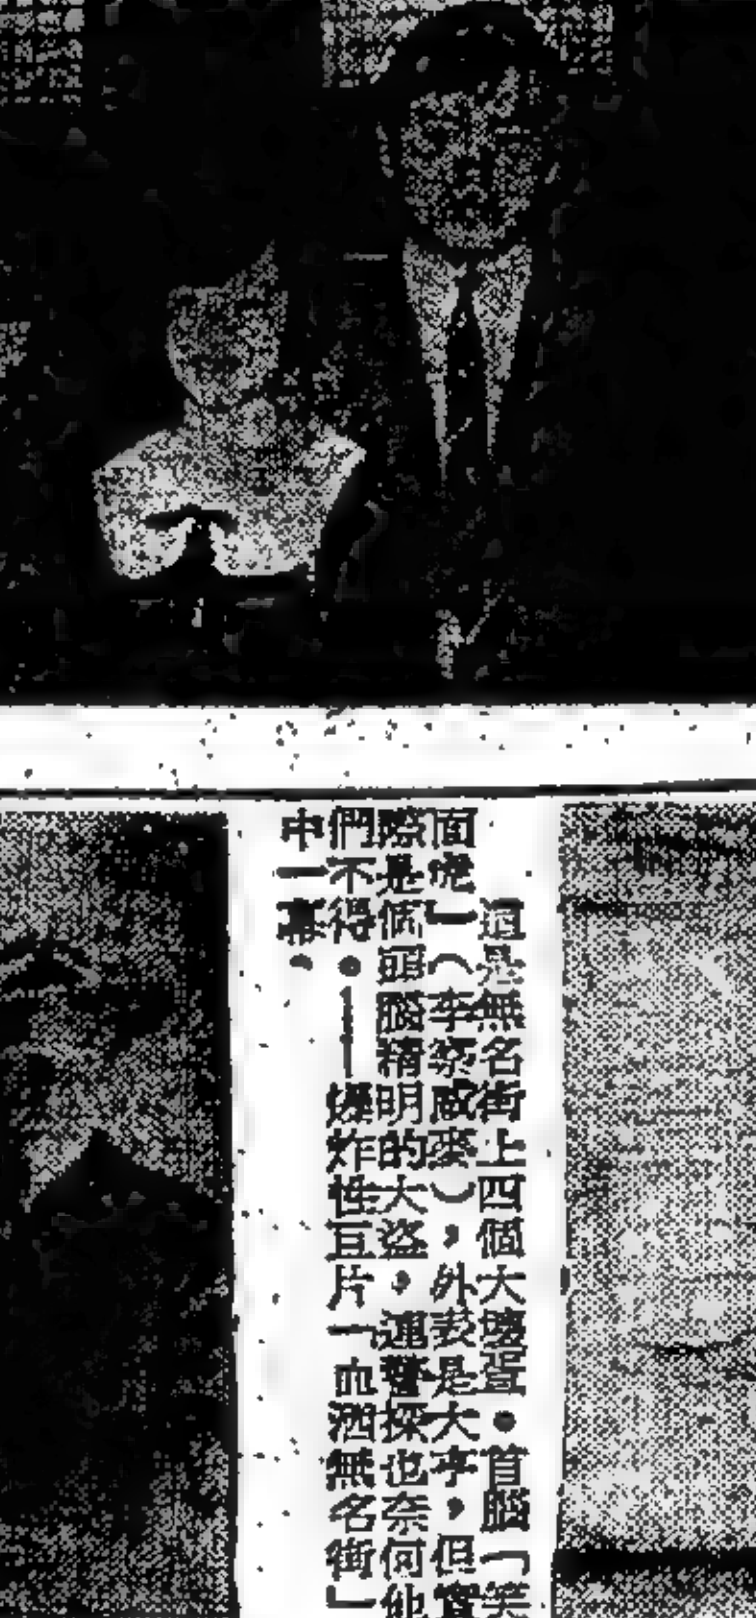 這是無名街上四個大壞蛋。首腦「笑
面虎」(李察威麥),外表是大亨,但實
際是個頭腦精明的大盜,連警探也奈何他
們不得。——爆炸性巨片「血洒無名街」
中一幕。